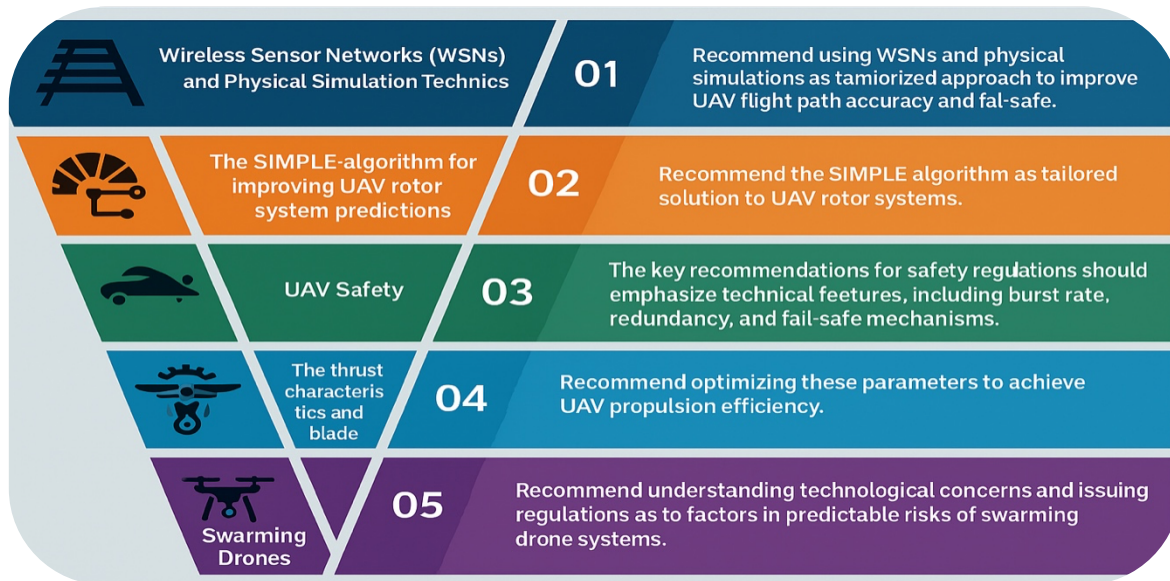 Wireless Sensor Networks (WSNs)
and Physical Simulation Technics
01
Recommend using WSNs and physical
simulations as tamiorized approach to improve
UAV flight path accuracy and fal-safe.
The SIMPLE-algorithm for
improving UAV rotor
system predictions
02
Recommend the SIMPLE algorithm as tailored
solution to UAV rotor systems.
UAV Safety
03
The key recommendations for safety regulations should
emphasize technical feetures, including burst rate,
redundancy, and fail-safe mechanisms.
The thrust
characteris
tics and
blade
04
Recommend optimizing these parameters to achieve
UAV propulsion efficiency.
Swarming
Drones
05
Recommend understanding technological concerns and issuing
regulations as to factors in predictable risks of swarming
drone systems.